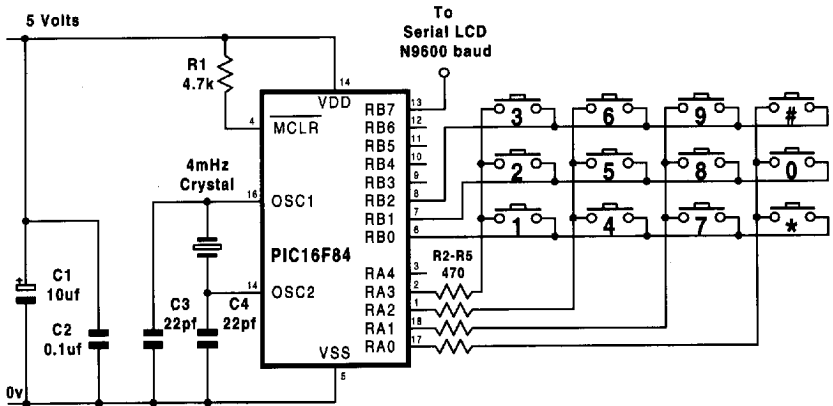 5 Volts
To
Serial LCD
N9600 baud
R1
4.7k
14
VDD
4
MCLR
4mHz
Crystal
16
OSC1
PIC16F84
14
OSC2
C1
+
10uf
C2
0.1uf
C3
22pf
C4
22pf
VSS
5
0v
RB7
13
RB6
12
RB5
11
RB4
10
RB3
9
RB2
8
RB1
7
RB0
6
RA4
3
RA3
2
RA2
1
RA1
18
RA0
17
R2-R5
470
3
6
9
#
2
5
8
0
1
4
7
*